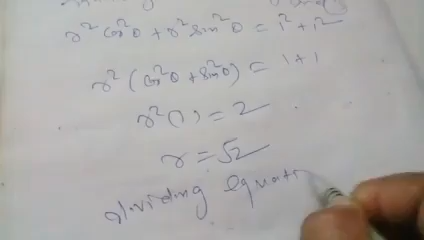 r² cos²θ + r² sin²θ = 1² + 1²
r² (cos²θ + sin²θ) = 1 + 1
r² (1) = 2
r = √2
dividing equati